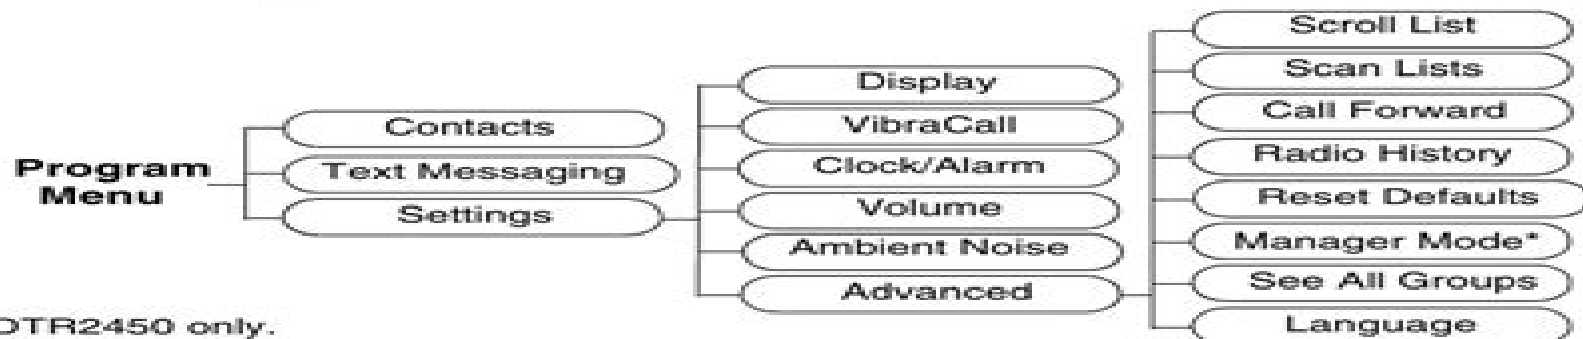 Program
Menu
Contacts
Text Messaging
Settings
Display
VibraCall
Clock/Alarm
Volume
Ambient Noise
Advanced
Scroll List
Scan Lists
Call Forward
Radio History
Reset Defaults
Manager Mode*
See All Groups
Language
DTR2450 only.